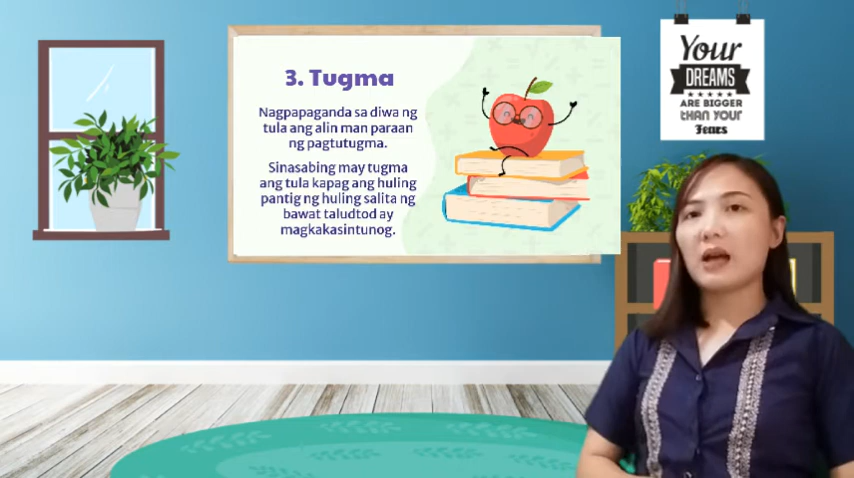 3. Tugma
Nagpapaganda sa diwa ng
tula ang alin man paraan
ng pagtutugma.
Sinasabing may tugma
ang tula kapag ang huling
pantig ng huling salita ng
bawat taludtod ay
magkakasintunog.
Your
DREAMS
ARE BIGGER
THAN YOUR
Fears